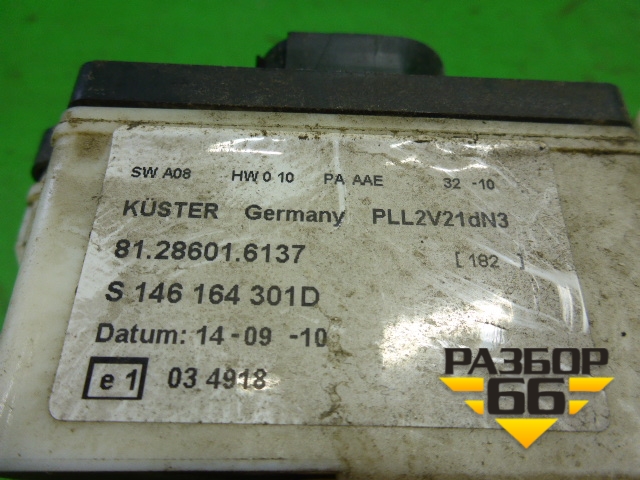 SW A08 HW 0 10 PA AAE 32 -10
KÜSTER Germany PLL2V21dN3
81.28601.6137 [ 182 ]
S 146 164 301D
Datum: 14-09 -10
e 1 03 4918
РАЗБОР
66